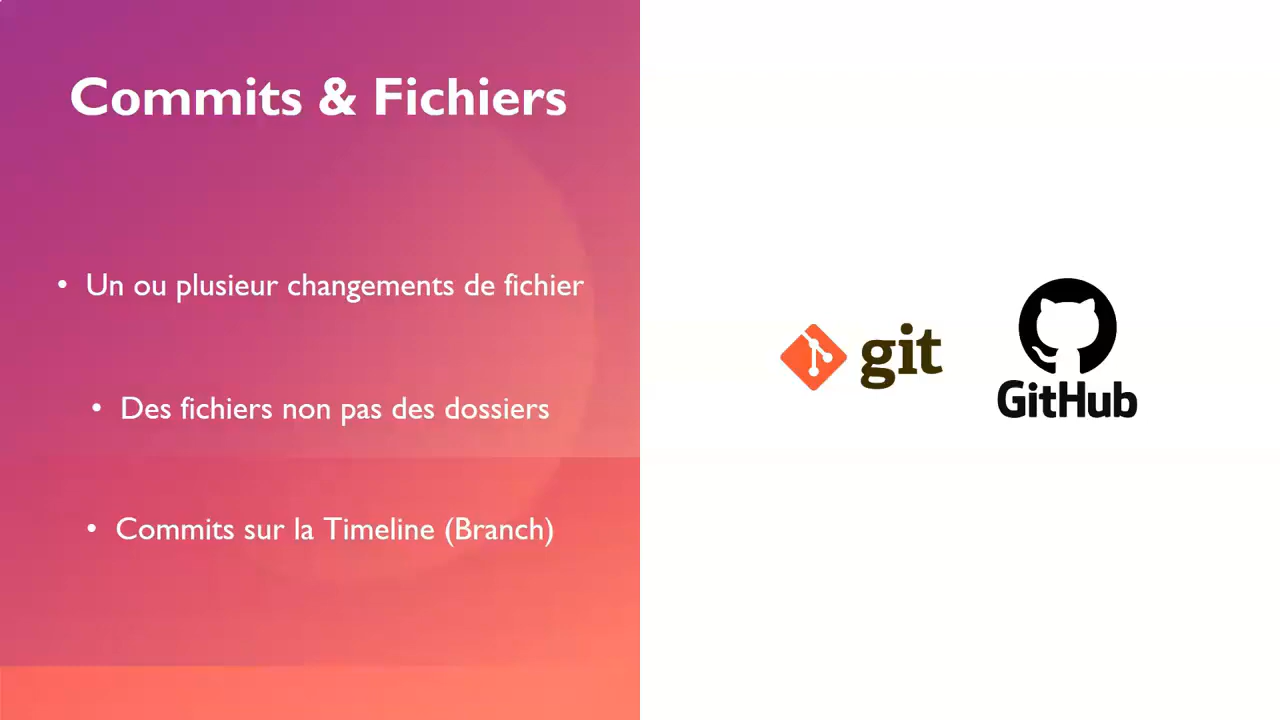 Commits & Fichiers
• Un ou plusieur changements de fichier
• Des fichiers non pas des dossiers
• Commits sur la Timeline (Branch)
git
GitHub